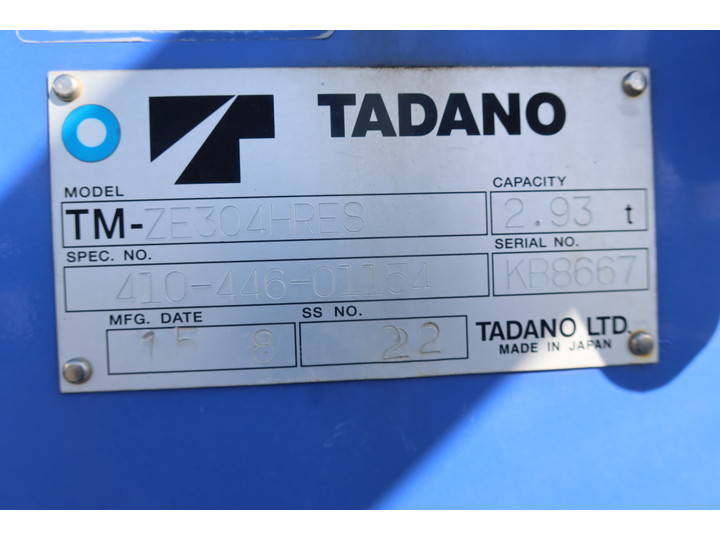 TADANO
MODEL
TM-ZE304HRES
CAPACITY
2.93 t
SPEC. NO.
410-446-01154
SERIAL NO.
KB8667
MFG. DATE
15 8
SS NO.
22
TADANO LTD.
MADE IN JAPAN